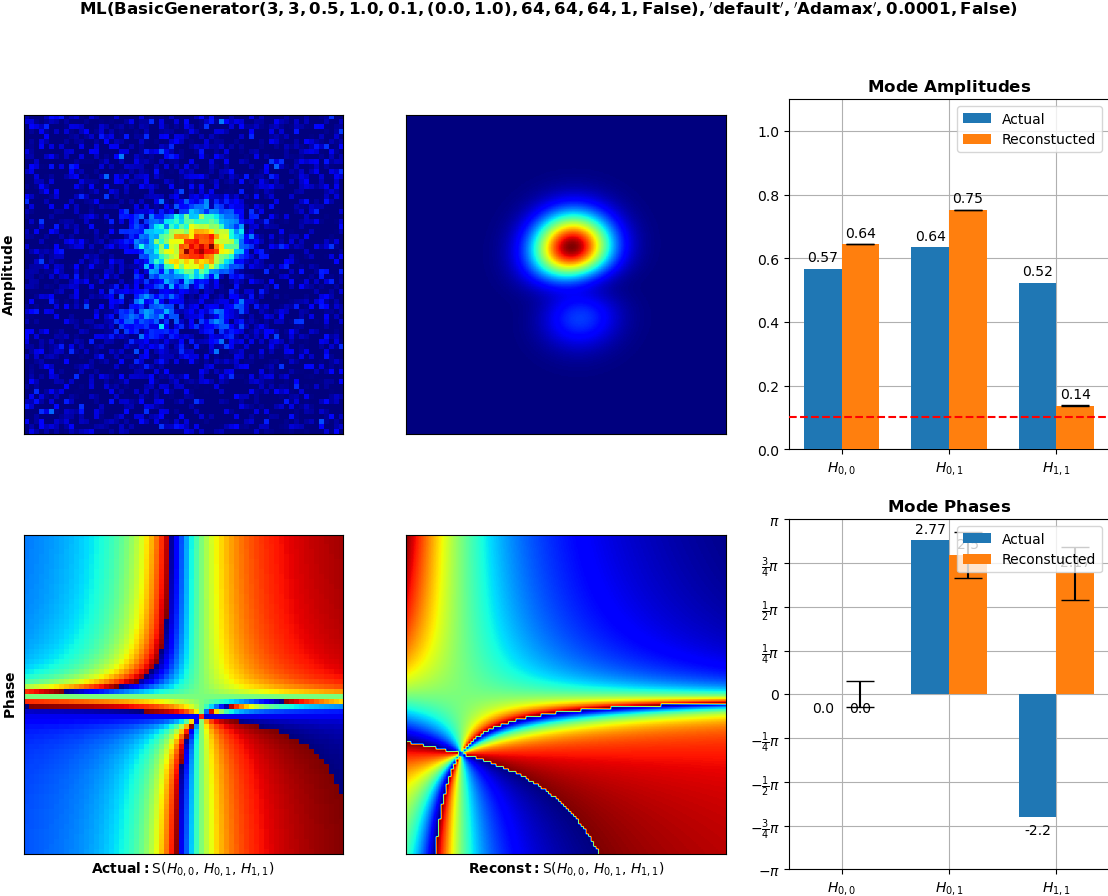 ML(BasicGenerator(3, 3, 0.5, 1.0, 0.1, (0.0, 1.0), 64, 64, 64, 1, False), 'default', 'Adamax', 0.0001, False)
Amplitude
Mode Amplitudes
Actual
Reconstucted
1.0
0.8
0.6
0.4
0.2
0.0
0.57
0.64
0.64
0.75
0.52
0.14
H0,0
H0,1
H1,1
Phase
Actual: S(H0,0, H0,1, H1,1)
Reconst: S(H0,0, H0,1, H1,1)
Mode Phases
Actual
Reconstucted
π
3/4π
1/2π
1/4π
0
−1/4π
−1/2π
−3/4π
−π
0.0
0.0
2.77
-2.2
H0,0
H0,1
H1,1